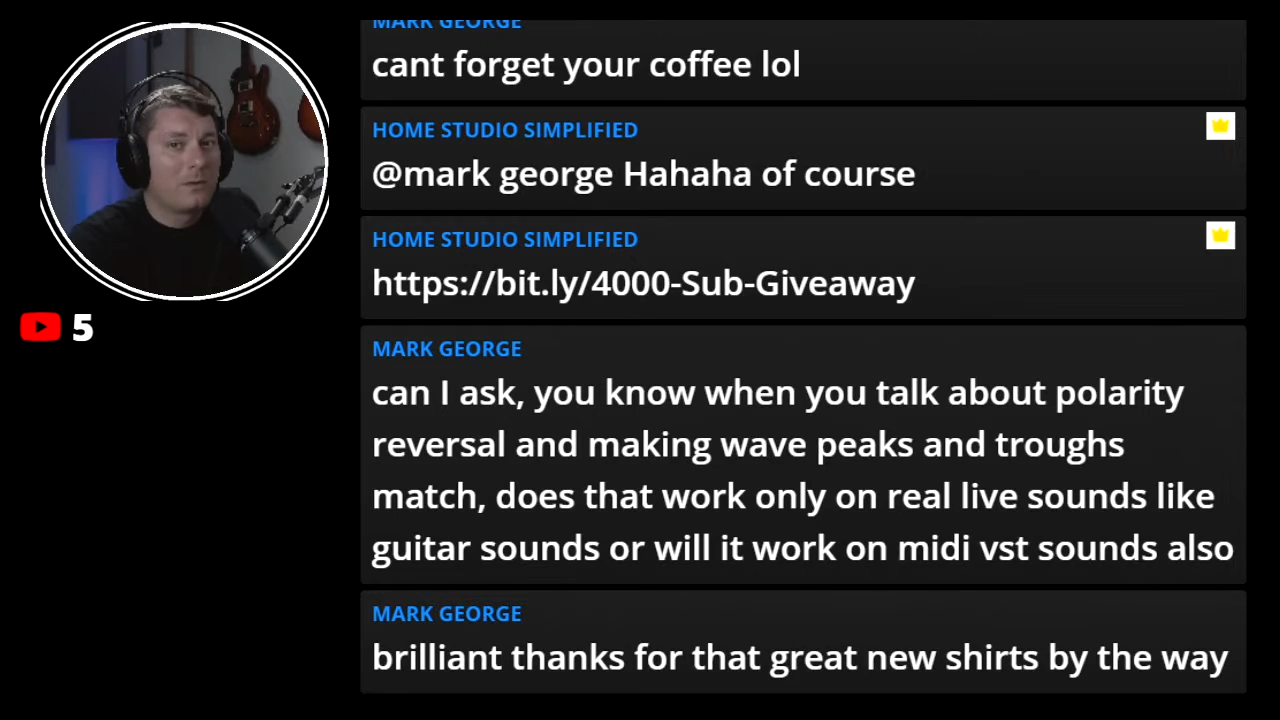 MARK GEORGE
cant forget your coffee lol
HOME STUDIO SIMPLIFIED
@mark george Hahaha of course
HOME STUDIO SIMPLIFIED
https://bit.ly/4000-Sub-Giveaway
5
MARK GEORGE
can I ask, you know when you talk about polarity
reversal and making wave peaks and troughs
match, does that work only on real live sounds like
guitar sounds or will it work on midi vst sounds also
MARK GEORGE
brilliant thanks for that great new shirts by the way